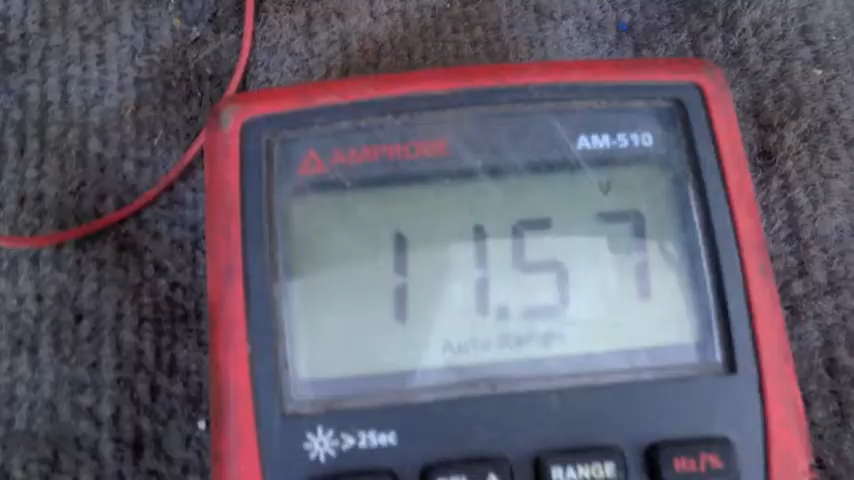 AMPROBE
AM-510
V
11.57
Auto Range
>2Sec
RANGE
Hz/%